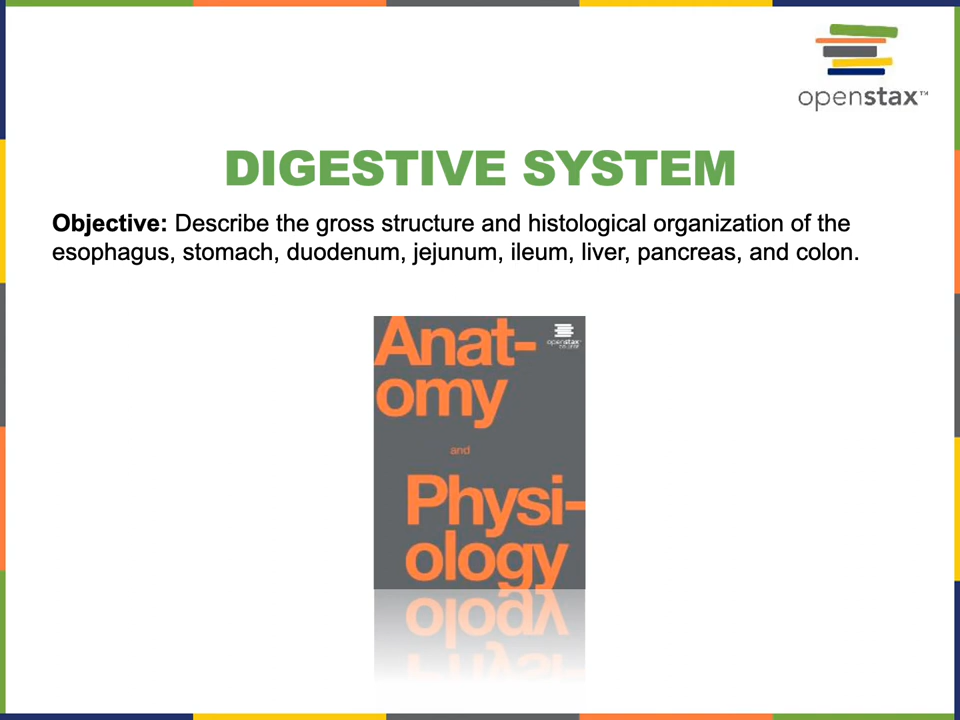 openstax™
DIGESTIVE SYSTEM
Objective: Describe the gross structure and histological organization of the
esophagus, stomach, duodenum, jejunum, ileum, liver, pancreas, and colon.
Anat-
omy
openstax
and
Physi-
ology